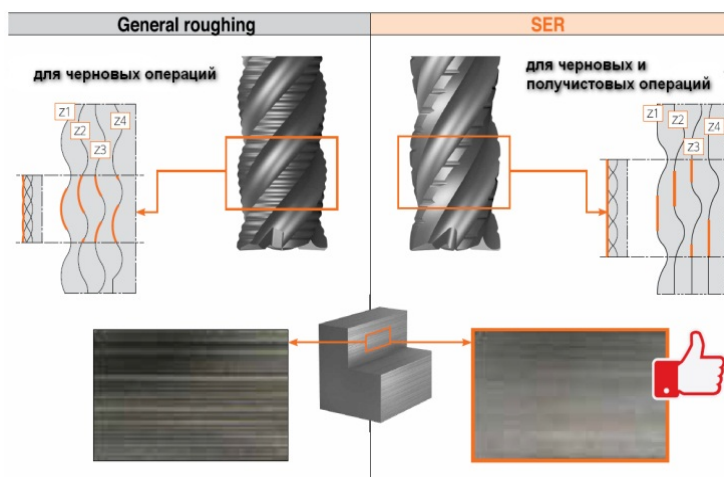 General roughing
SER
для черновых операций
для черновых и
получистовых операций
Z1
Z2
Z3
Z4
Z1
Z2
Z3
Z4